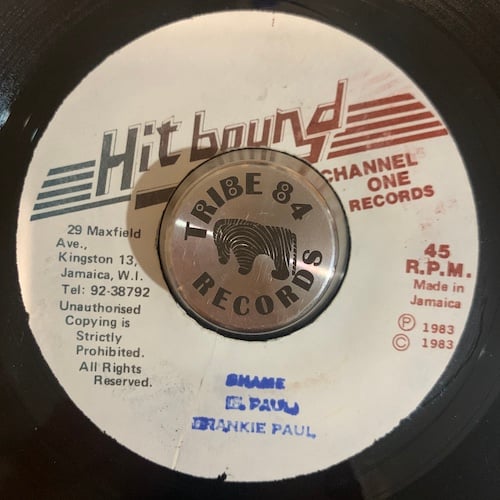 Hit bound
CHANNEL
ONE
RECORDS
TRIBE 84
RECORDS
29 Maxfield
Ave.,
Kingston 13,
Jamaica, W.I.
Tel: 92-38792
Unauthorised
Copying is
Strictly
Prohibited.
All Rights
Reserved.
45
R.P.M.
Made in
Jamaica
Ⓟ 1983
© 1983
SHAME
F. PAUL
FRANKIE PAUL